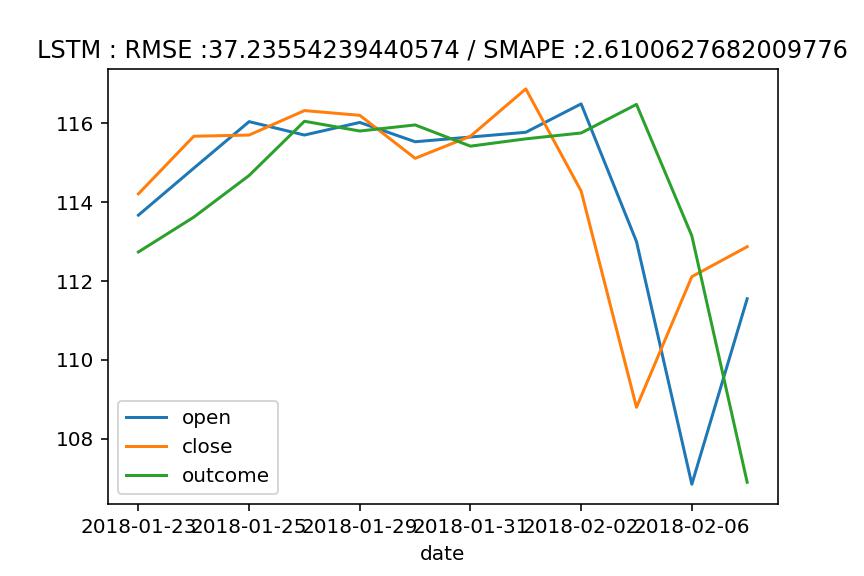 LSTM : RMSE :37.23554239440574 / SMAPE :2.6100627682009776
116
114
112
110
108
open
close
outcome
2018-01-23 2018-01-25 2018-01-29 2018-01-31 2018-02-02 2018-02-06
date